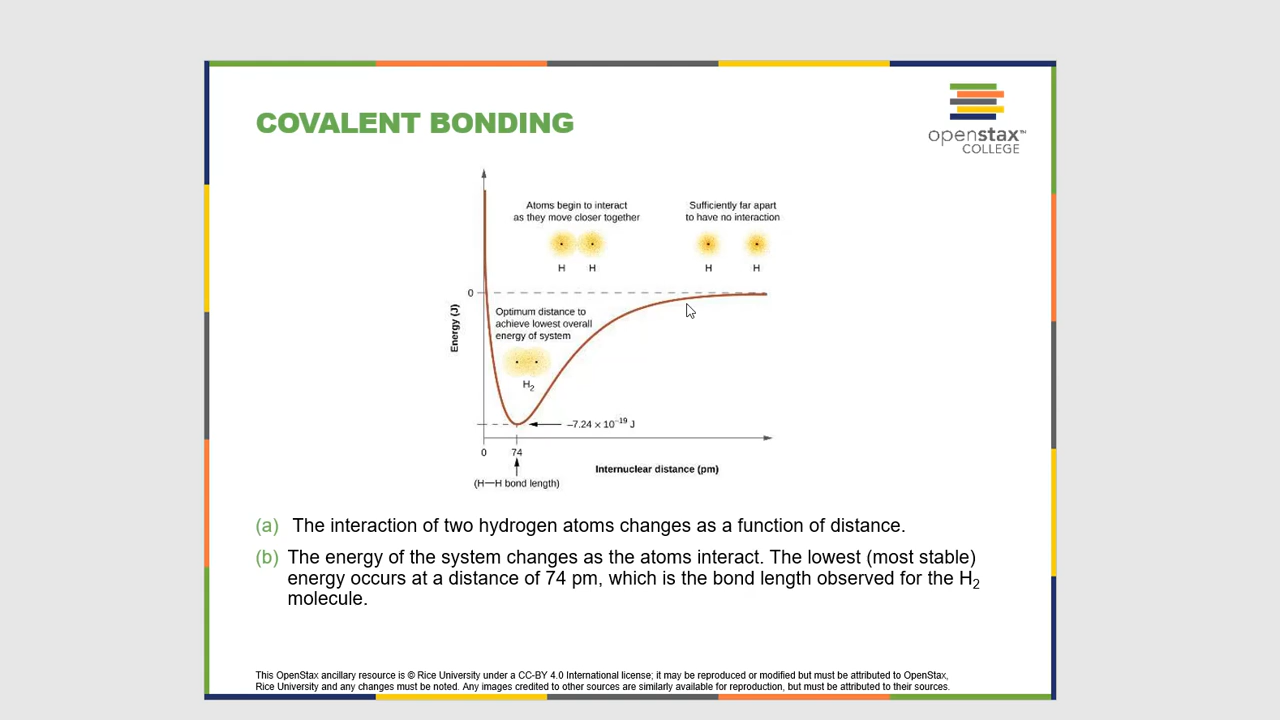 COVALENT BONDING
openstax™
COLLEGE
Atoms begin to interact
as they move closer together
Sufficiently far apart
to have no interaction
H H
H H
0
Optimum distance to
achieve lowest overall
energy of system
H₂
Energy (J)
–7.24 x 10⁻¹⁹ J
0 74
Internuclear distance (pm)
(H—H bond length)
(a) The interaction of two hydrogen atoms changes as a function of distance.
(b) The energy of the system changes as the atoms interact. The lowest (most stable)
energy occurs at a distance of 74 pm, which is the bond length observed for the H₂
molecule.
This OpenStax ancillary resource is © Rice University under a CC-BY 4.0 International license; it may be reproduced or modified but must be attributed to OpenStax,
Rice University and any changes must be noted. Any images credited to other sources are similarly available for reproduction, but must be attributed to their sources.